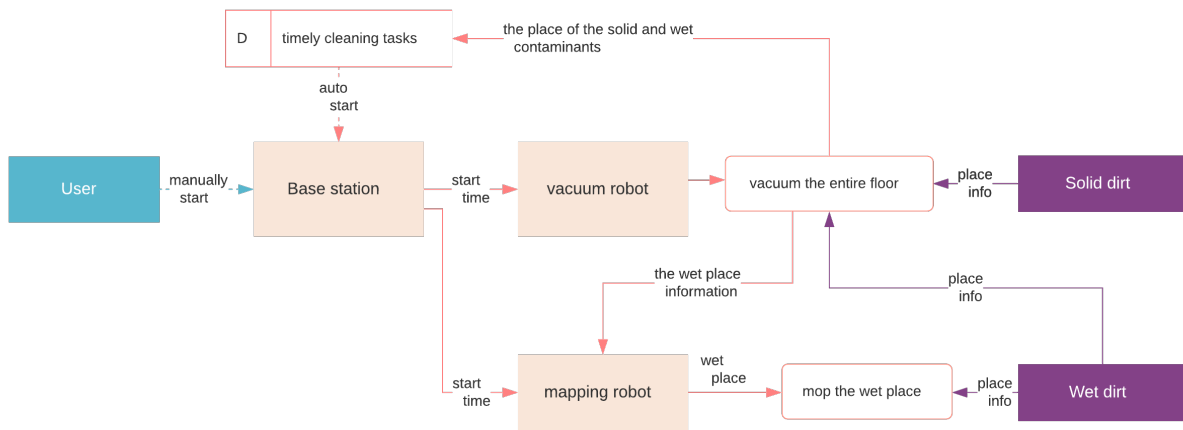 D
timely cleaning tasks
the place of the solid and wet
contaminants
auto
start
User
manually
start
Base station
start
time
vacuum robot
vacuum the entire floor
place
info
Solid dirt
the wet place
information
place
info
start
time
mapping robot
wet
place
mop the wet place
place
info
Wet dirt